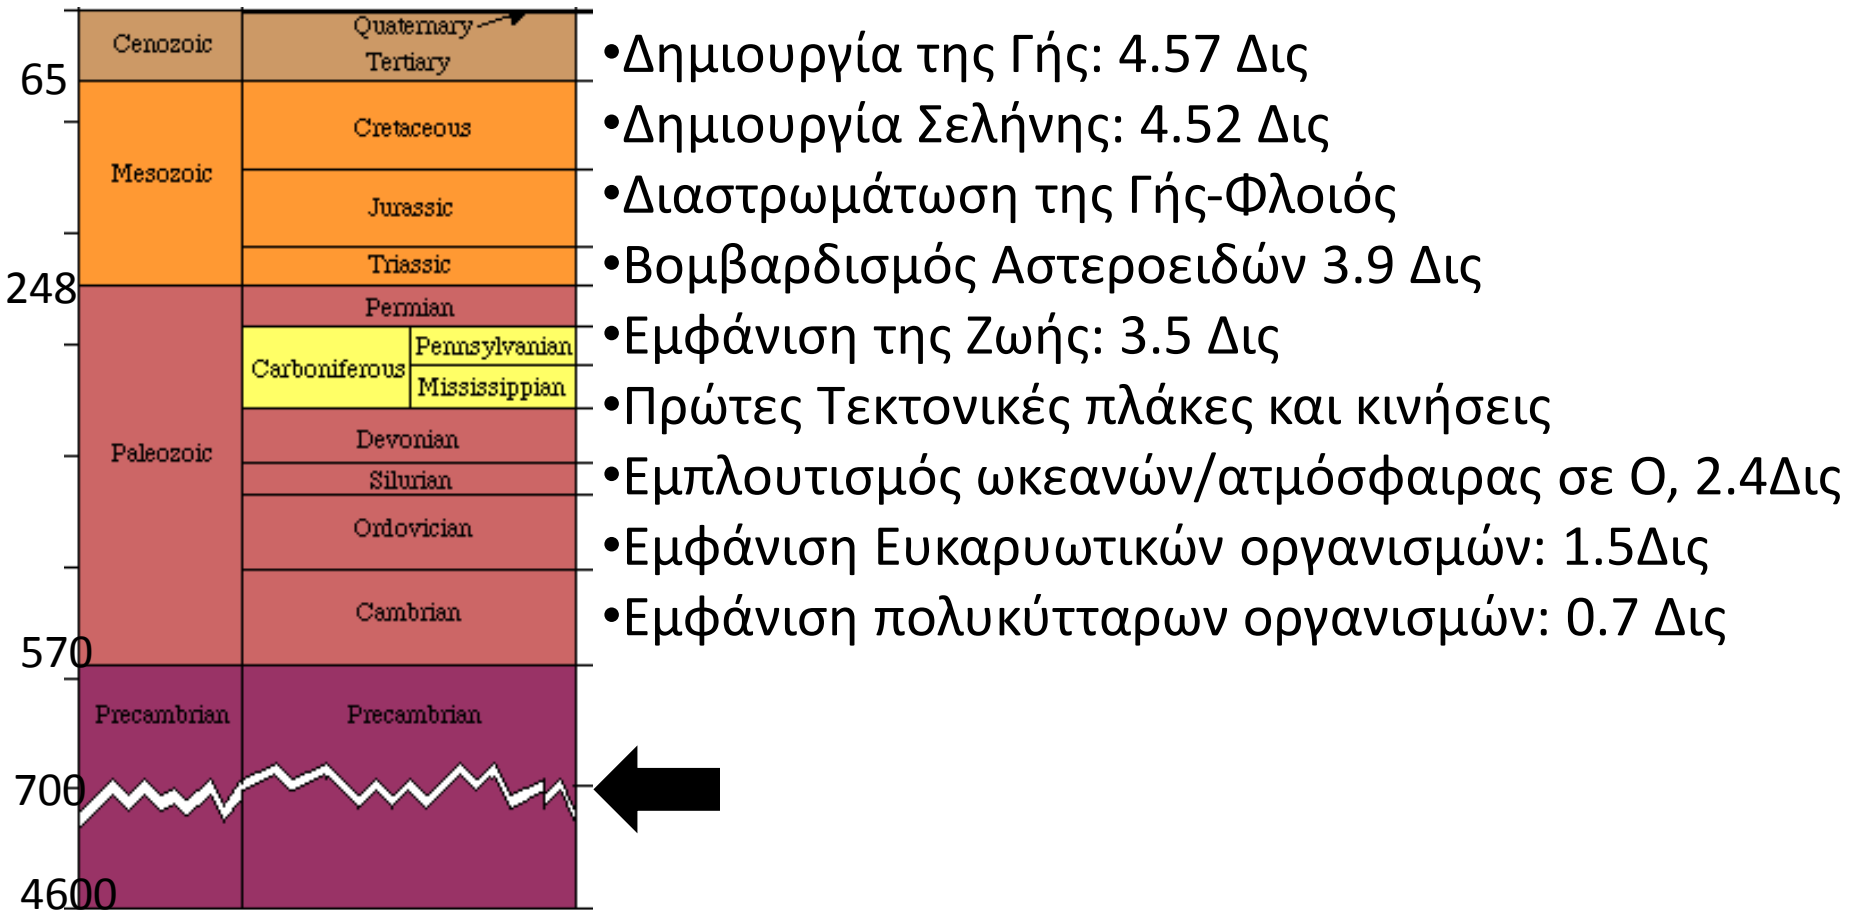 Quaternary
Cenozoic
Tertiary
65
Cretaceous
Mesozoic
Jurassic
Triassic
248
Permian
Pennsylvanian
Carboniferous
Mississippian
Devonian
Paleozoic
Silurian
Ordovician
Cambrian
570
Precambrian Precambrian
700
4600
•Δημιουργία της Γής: 4.57 Δις
•Δημιουργία Σελήνης: 4.52 Δις
•Διαστρωμάτωση της Γής-Φλοιός
•Βομβαρδισμός Αστεροειδών 3.9 Δις
•Εμφάνιση της Ζωής: 3.5 Δις
•Πρώτες Τεκτονικές πλάκες και κινήσεις
•Εμπλουτισμός ωκεανών/ατμόσφαιρας σε Ο, 2.4Δις
•Εμφάνιση Ευκαρυωτικών οργανισμών: 1.5Δις
•Εμφάνιση πολυκύτταρων οργανισμών: 0.7 Δις